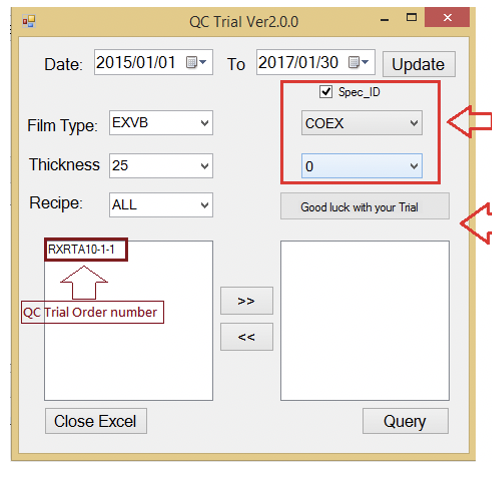 QC Trial Ver2.0.0
Date: 2015/01/01 To 2017/01/30 Update
Spec_ID
Film Type: EXVB COEX
Thickness 25 0
Recipe: ALL Good luck with your Trial
RXRTA10-1-1
QC Trial Order number
>>
<<
Close Excel Query